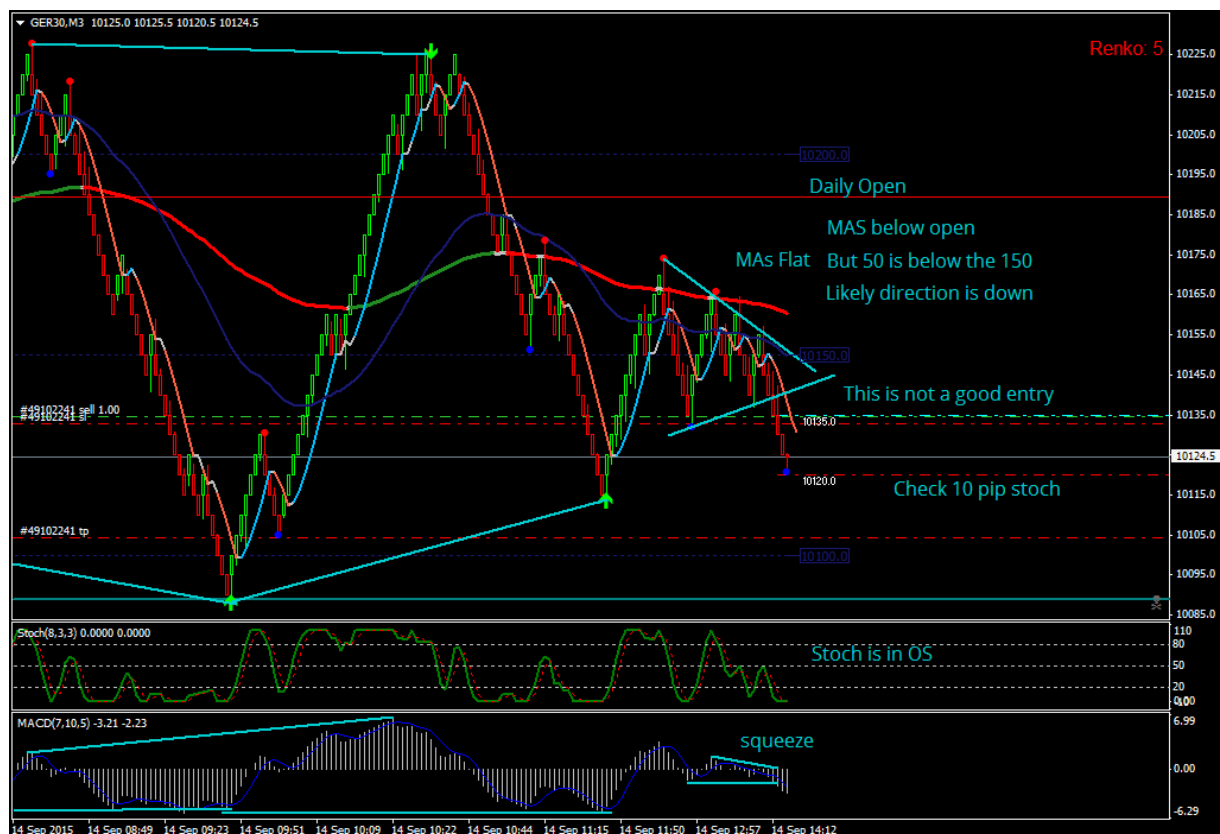 GER30,M3 10125.0 10125.5 10120.5 10124.5
Renko: 5
10225.0
10215.0
10205.0
10200.0
10195.0
Daily Open
10185.0
MAS below open
MAs Flat But 50 is below the 150
10175.0
Likely direction is down
10165.0
10155.0
10150.0
10145.0
This is not a good entry
#49102241 sell 1.00
#49102241 sl
10135.0
10135.0
10124.5
10120.0
Check 10 pip stoch
10115.0
#49102241 tp
10105.0
10100.0
10095.0
10085.0
Stoch(8,3,3) 0.0000 0.0000
110
80
Stoch is in OS
50
20
MACD(7,10,5) -3.21 -2.23
6.99
squeeze
0.00
-6.29
14 Sep 2015 14 Sep 08:49 14 Sep 09:23 14 Sep 09:51 14 Sep 10:09 14 Sep 10:22 14 Sep 10:44 14 Sep 11:15 14 Sep 11:50 14 Sep 12:57 14 Sep 14:12